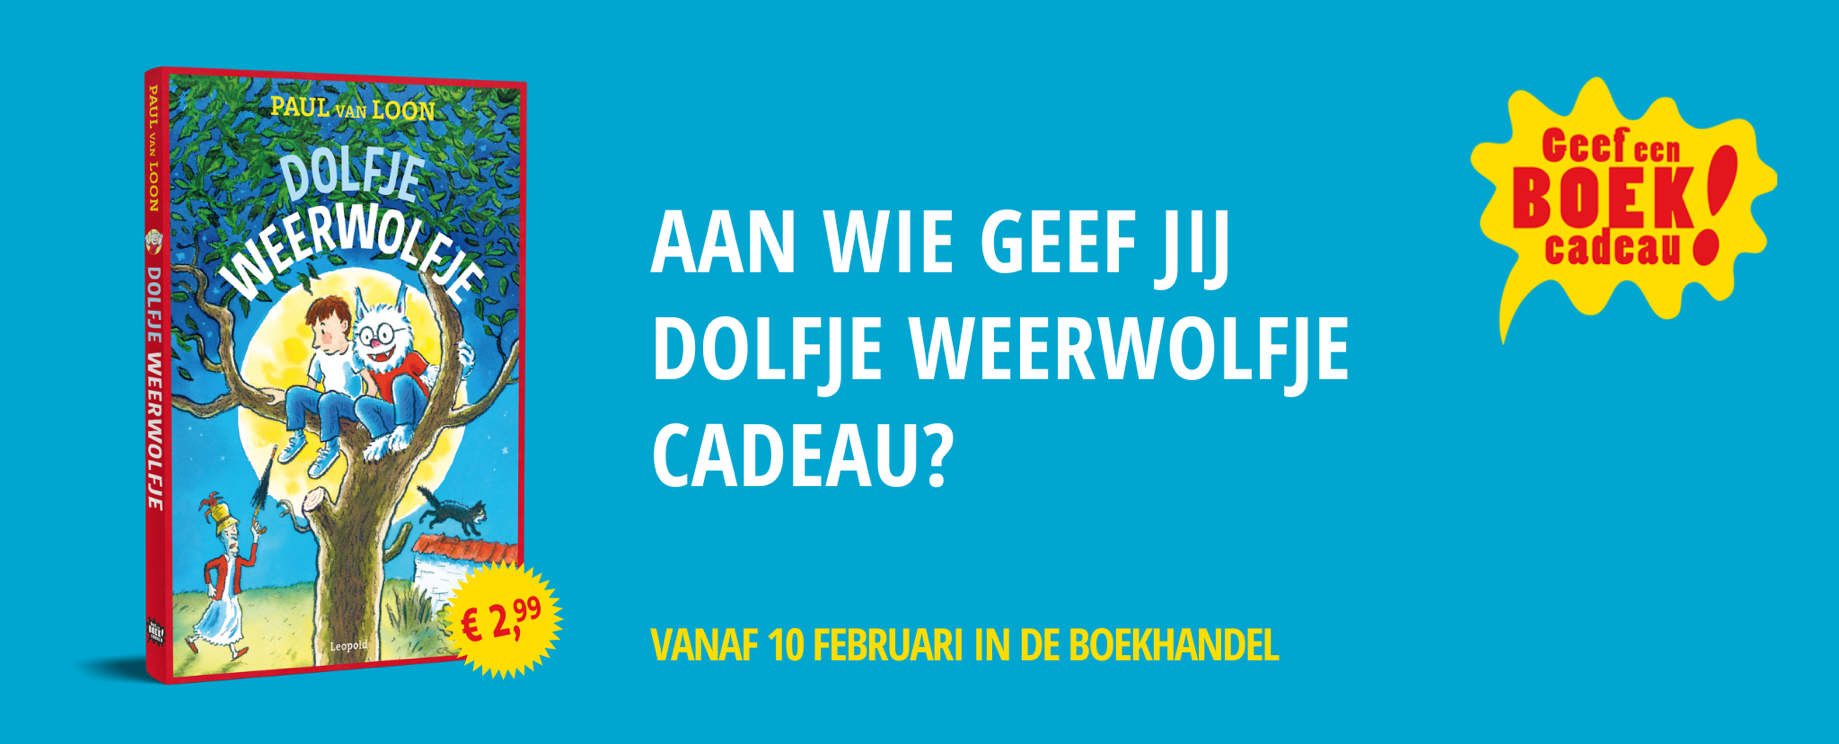 PAUL VAN LOON
DOLFJE WEERWOLFJE
PAUL VAN LOON
DOLFJE
WEERWOLFJE
Leopold
€ 2,99
AAN WIE GEEF JIJ
DOLFJE WEERWOLFJE
CADEAU?
VANAF 10 FEBRUARI IN DE BOEKHANDEL
Geef een
BOEK!
cadeau